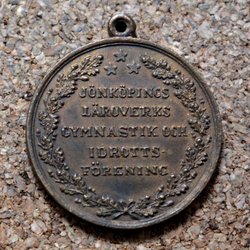 JÖNKÖPINGS
LÄROVERKS
GYMNASTIK OCH
IDROTTS-
FÖRENING